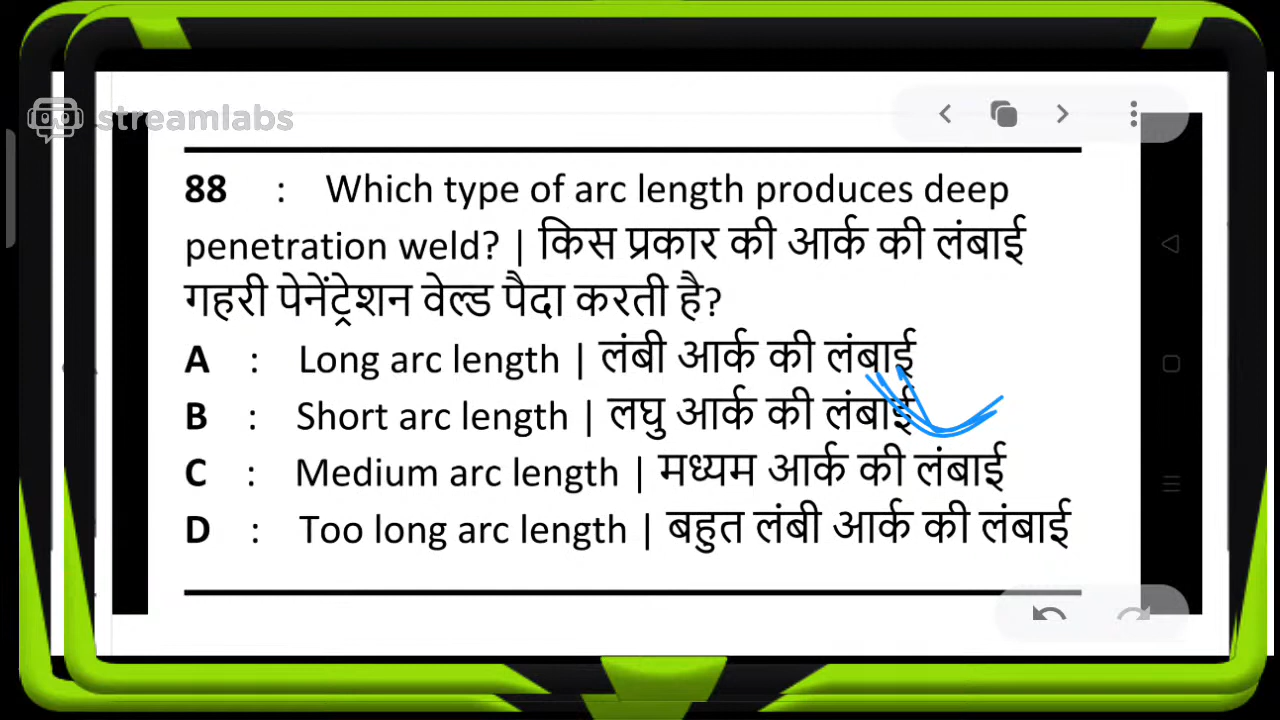 streamlabs
88 : Which type of arc length produces deep
penetration weld? | किस प्रकार की आर्क की लंबाई
गहरी पेनेंट्रेशन वेल्ड पैदा करती है?
A : Long arc length | लंबी आर्क की लंबाई
B : Short arc length | लघु आर्क की लंबाई
C : Medium arc length | मध्यम आर्क की लंबाई
D : Too long arc length | बहुत लंबी आर्क की लंबाई